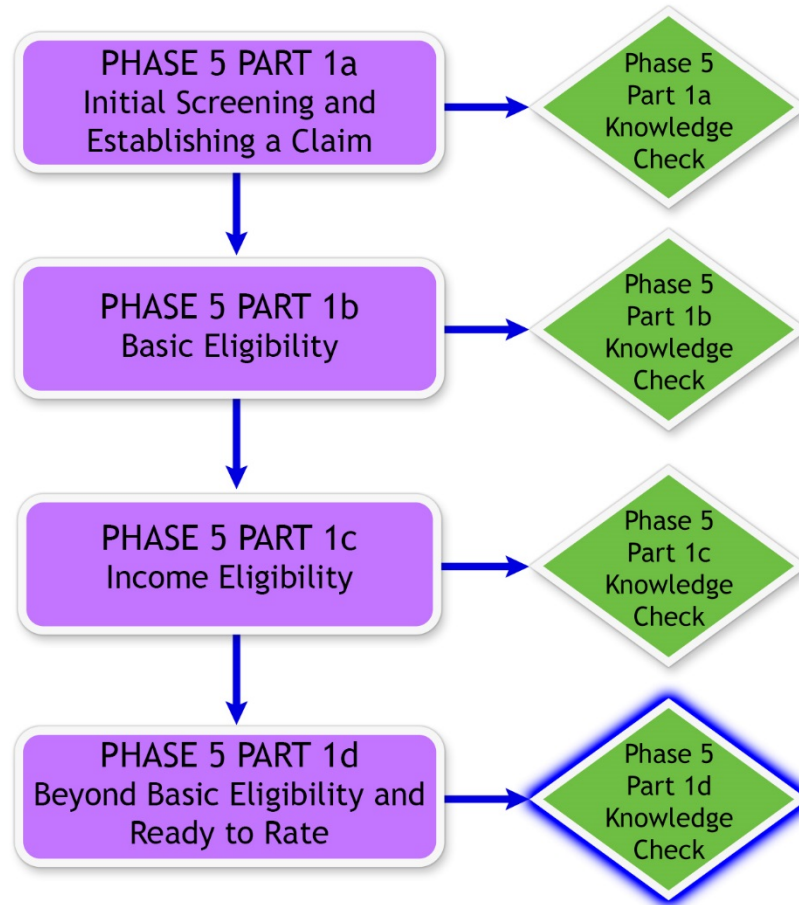 PHASE 5 PART 1a
Initial Screening and
Establishing a Claim
Phase 5
Part 1a
Knowledge
Check
PHASE 5 PART 1b
Basic Eligibility
Phase 5
Part 1b
Knowledge
Check
PHASE 5 PART 1c
Income Eligibility
Phase 5
Part 1c
Knowledge
Check
PHASE 5 PART 1d
Beyond Basic Eligibility and
Ready to Rate
Phase 5
Part 1d
Knowledge
Check